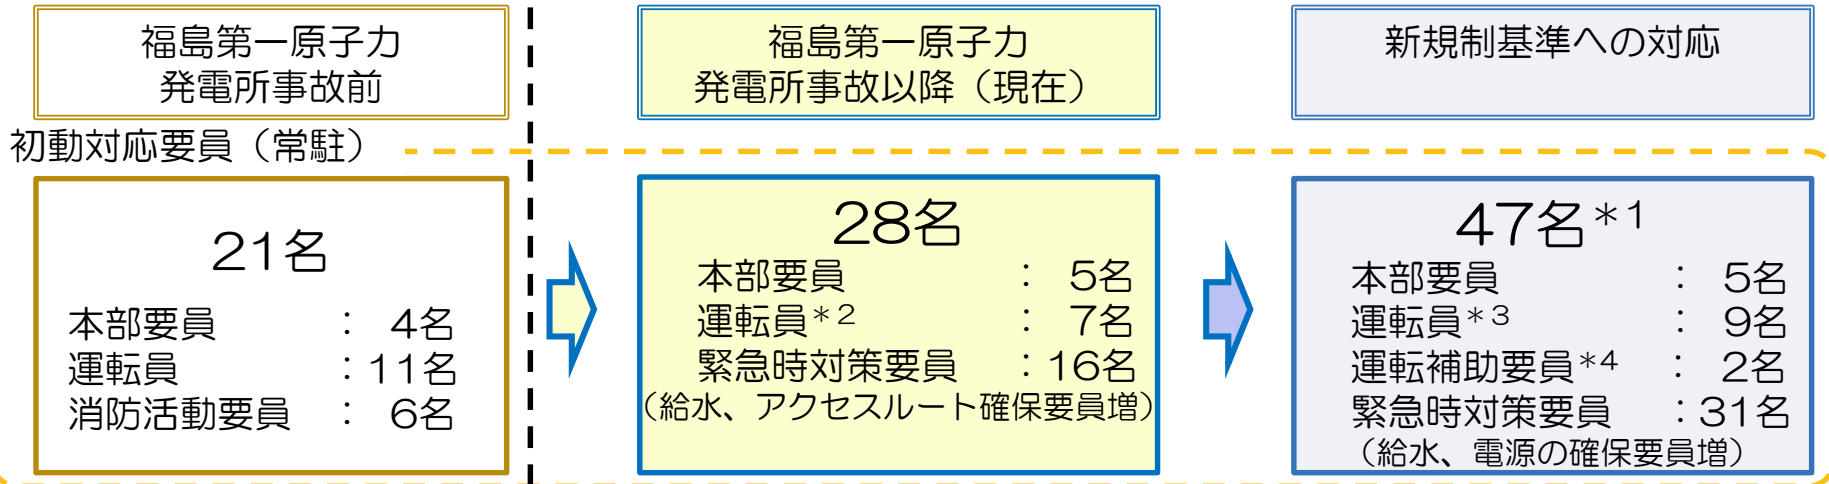 福島第一原子力
発電所事故前
福島第一原子力
発電所事故以降（現在）
新規制基準への対応
初動対応要員（常駐）
21名
本部要員　：　4名
運転員　：11名
消防活動要員　：　6名
28名
本部要員　：　5名
運転員＊2　：　7名
緊急時対策要員　：16名
（給水、アクセスルート確保要員増）
47名＊1
本部要員　：　5名
運転員＊3　：　9名
運転補助要員＊4　：　2名
緊急時対策要員　：31名
（給水、電源の確保要員増）